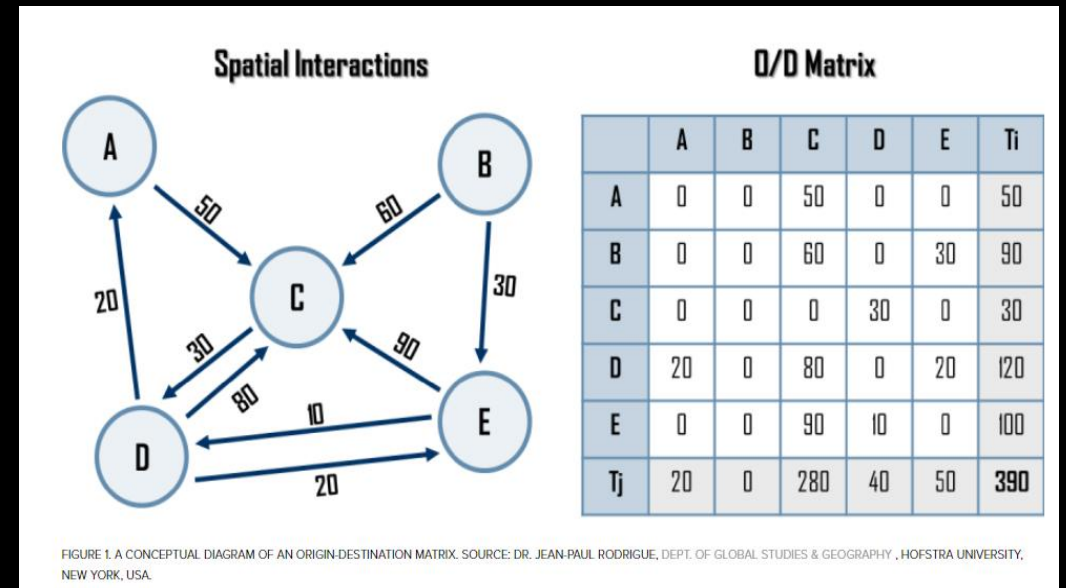 Spatial Interactions
O/D Matrix
A
B
C
D
E
50
60
30
20
30
80
90
10
20
A B C D E Ti
A 0 0 50 0 0 50
B 0 0 60 0 30 90
C 0 0 0 30 0 30
D 20 0 80 0 20 120
E 0 0 90 10 0 100
Tj 20 0 280 40 50 390
FIGURE 1. A CONCEPTUAL DIAGRAM OF AN ORIGIN-DESTINATION MATRIX. SOURCE: DR. JEAN-PAUL RODRIGUE, DEPT. OF GLOBAL STUDIES & GEOGRAPHY , HOFSTRA UNIVERSITY,
NEW YORK, USA.